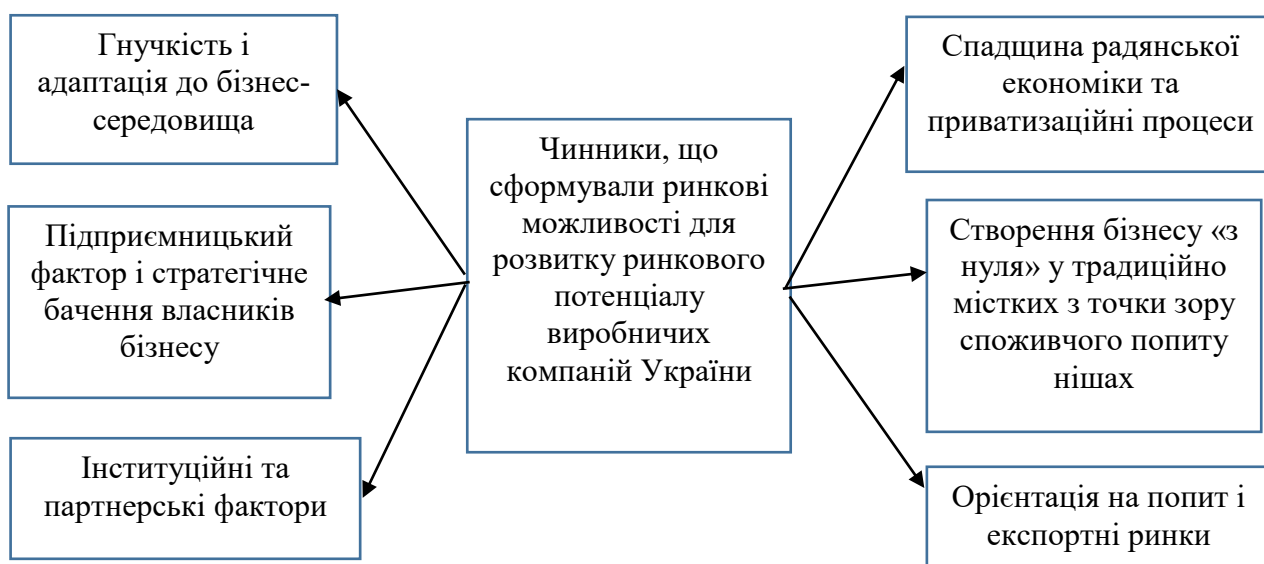 Гнучкість і
адаптація до бізнес-
середовища
Підприємницький
фактор і стратегічне
бачення власників
бізнесу
Інституційні та
партнерські фактори
Чинники, що
сформували ринкові
можливості для
розвитку ринкового
потенціалу
виробничих
компаній України
Спадщина радянської
економіки та
приватизаційні процеси
Створення бізнесу «з
нуля» у традиційно
містких з точки зору
споживчого попиту
нішах
Орієнтація на попит і
експортні ринки